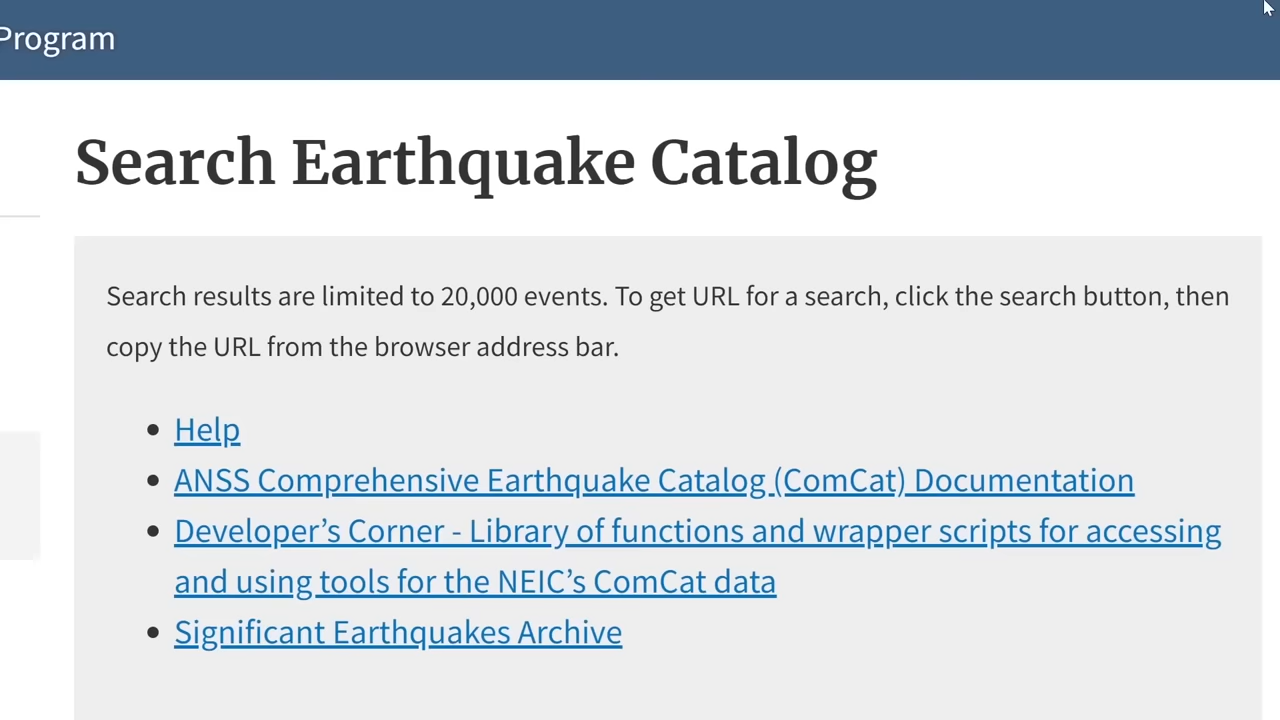 Program
Search Earthquake Catalog
Search results are limited to 20,000 events. To get URL for a search, click the search button, then
copy the URL from the browser address bar.
Help
ANSS Comprehensive Earthquake Catalog (ComCat) Documentation
Developer’s Corner - Library of functions and wrapper scripts for accessing
and using tools for the NEIC’s ComCat data
Significant Earthquakes Archive